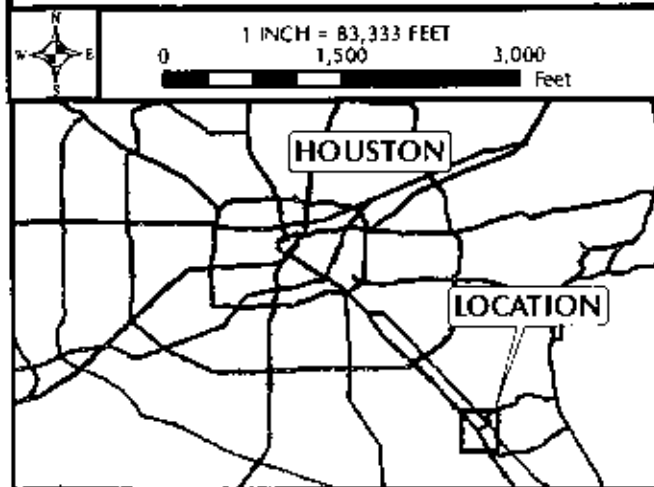 N
W E
S
1 INCH = 83,333 FEET
0 1,500 3,000
Feet
HOUSTON
LOCATION